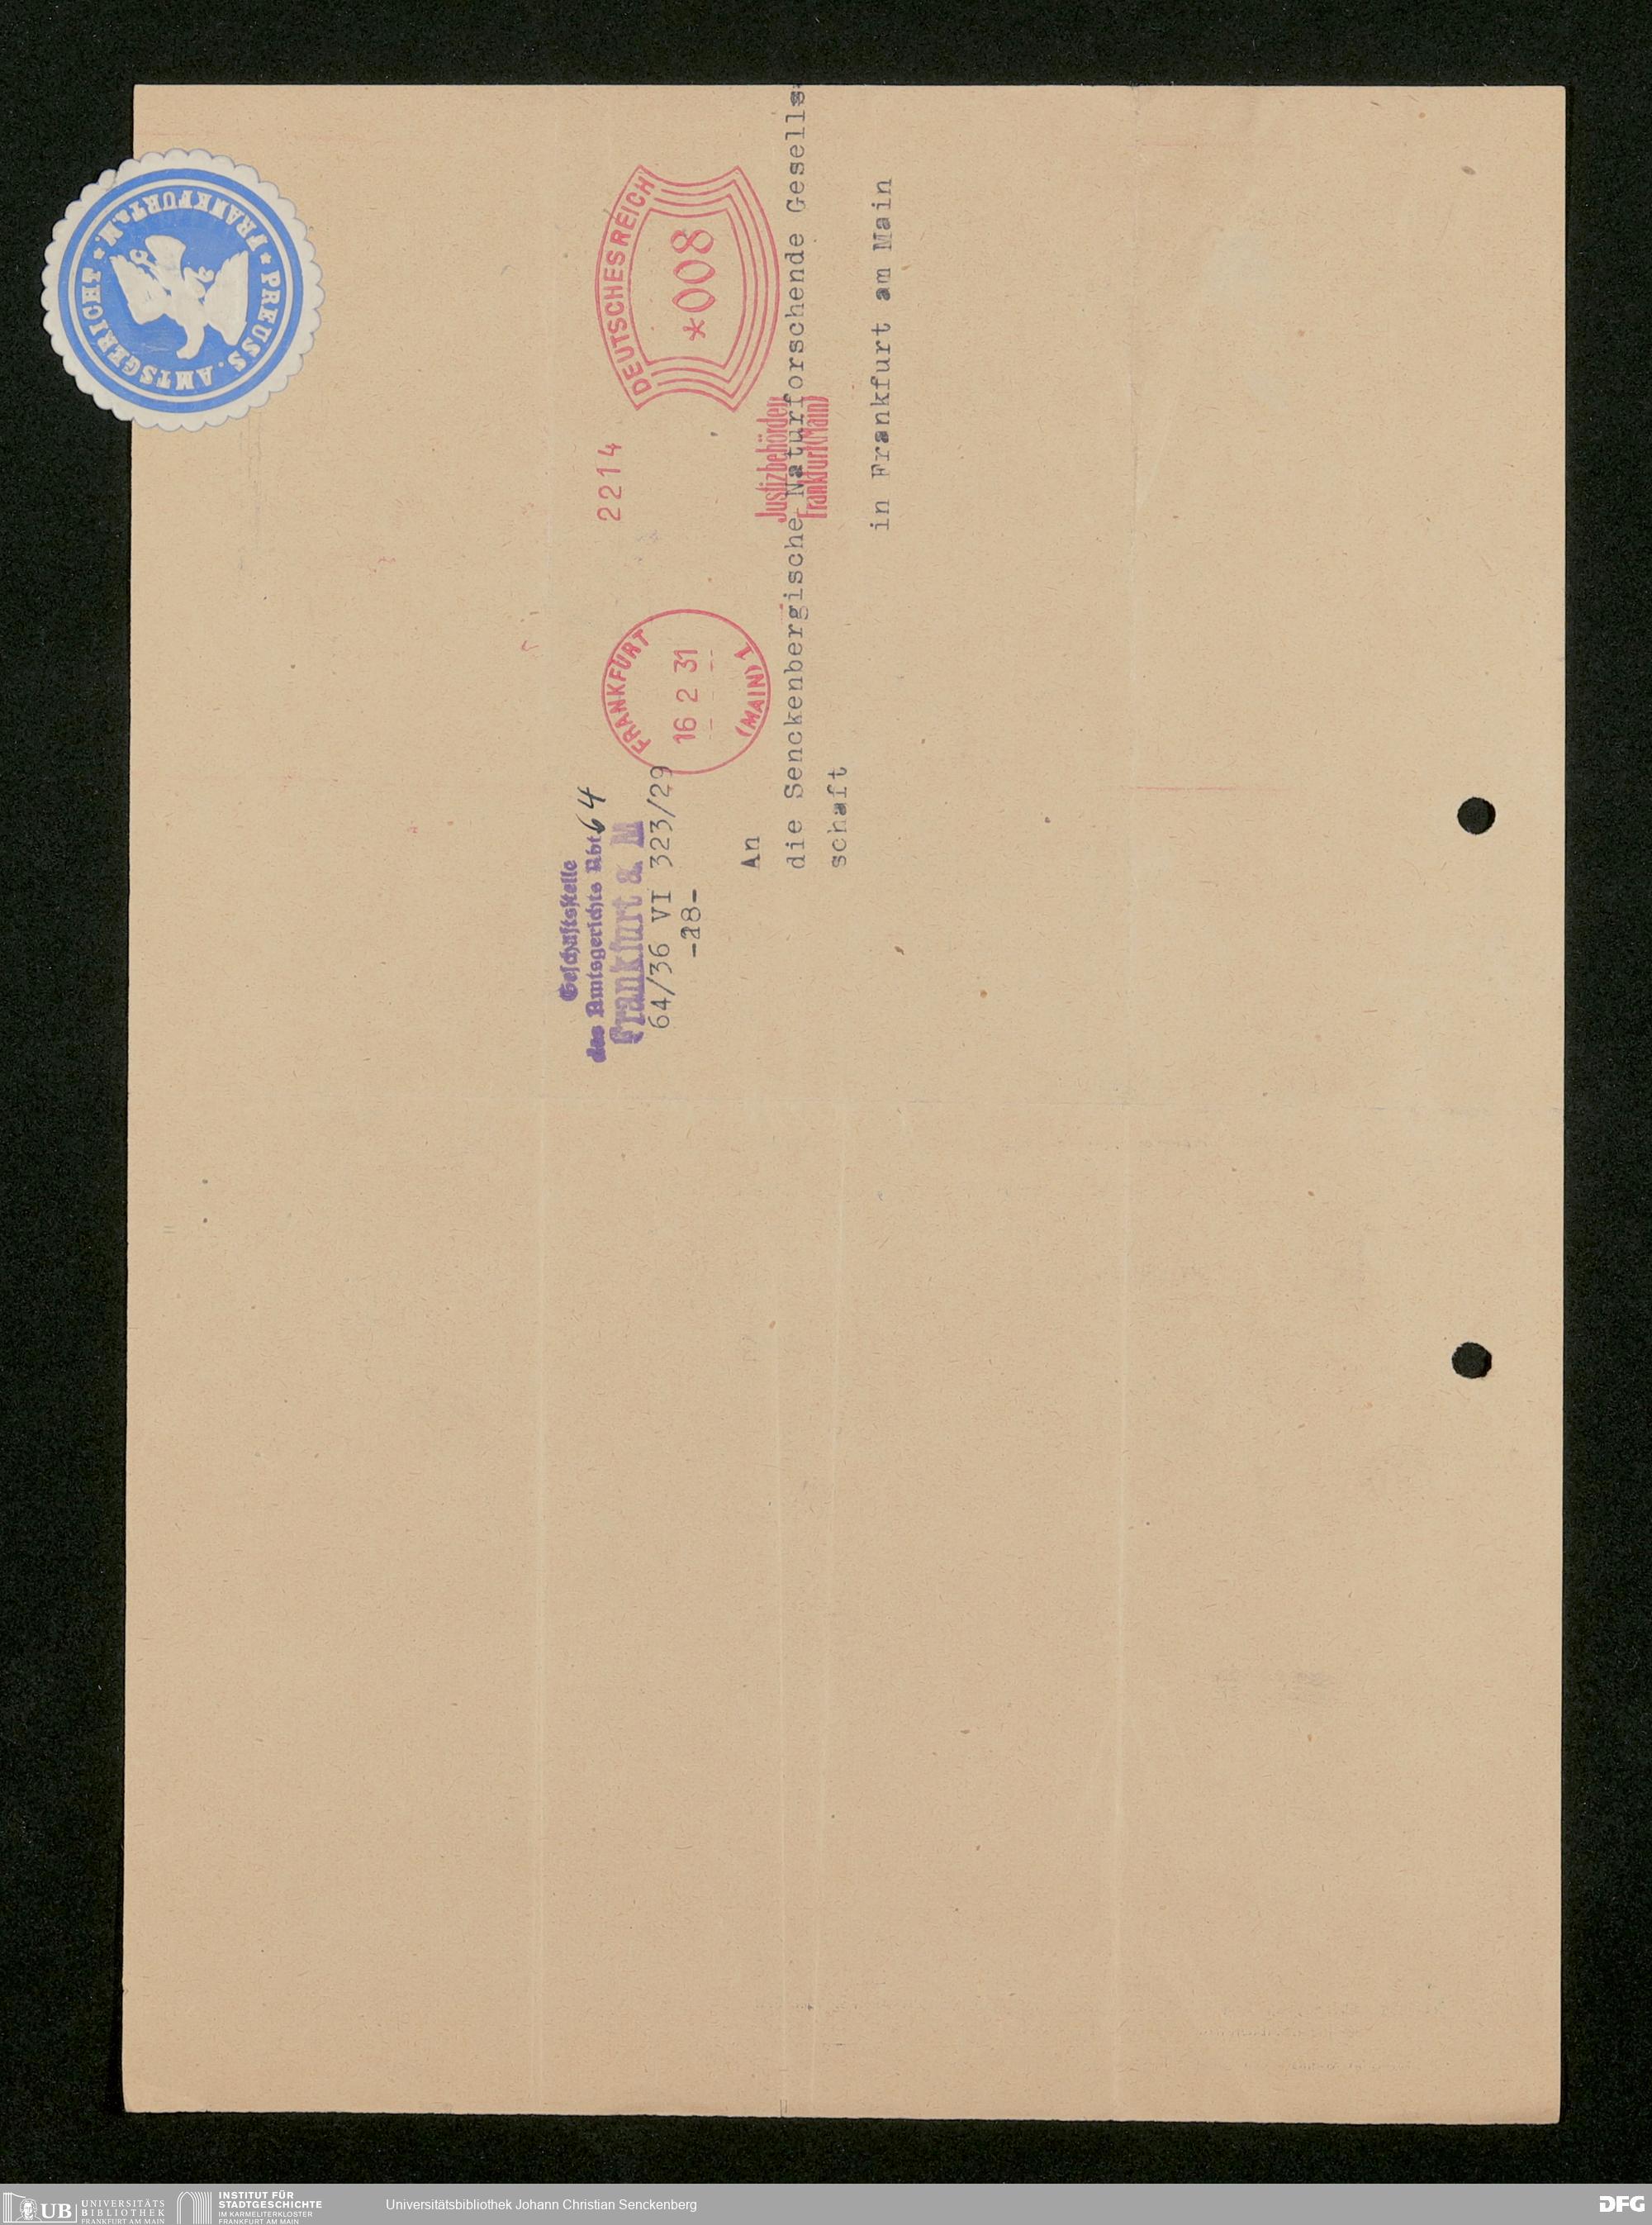 Geschäftsstelle
des Amtsgerichts Abt 64
Frankfurt a. M
64/36 VI 323/29
-28-
FRANKFURT
16 2 31
(MAIN) 1
2214
DEUTSCHES REICH
*008
Justizbehörden
Frankfurt(Main)
An
die Senckenbergische Naturforschende Gesells-
schaft
in Frankfurt am Main
PREUSS. AMTSGERICHT
FRANKFURT a. M.
UB
UNIVERSITÄTS
BIBLIOTHEK
FRANKFURT AM MAIN
INSTITUT FÜR
STADTGESCHICHTE
IM KARMELITERKLOSTER
FRANKFURT AM MAIN
Universitätsbibliothek Johann Christian Senckenberg
DFG